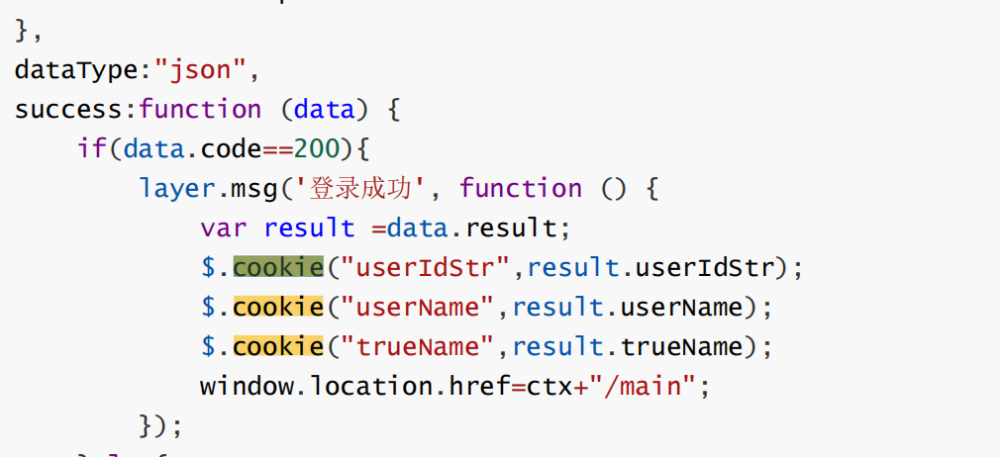 },
dataType:"json",
success:function (data) {
if(data.code==200){
layer.msg('登录成功', function () {
var result =data.result;
$.cookie("userIdStr",result.userIdStr);
$.cookie("userName",result.userName);
$.cookie("trueName",result.trueName);
window.location.href=ctx+"/main";
});